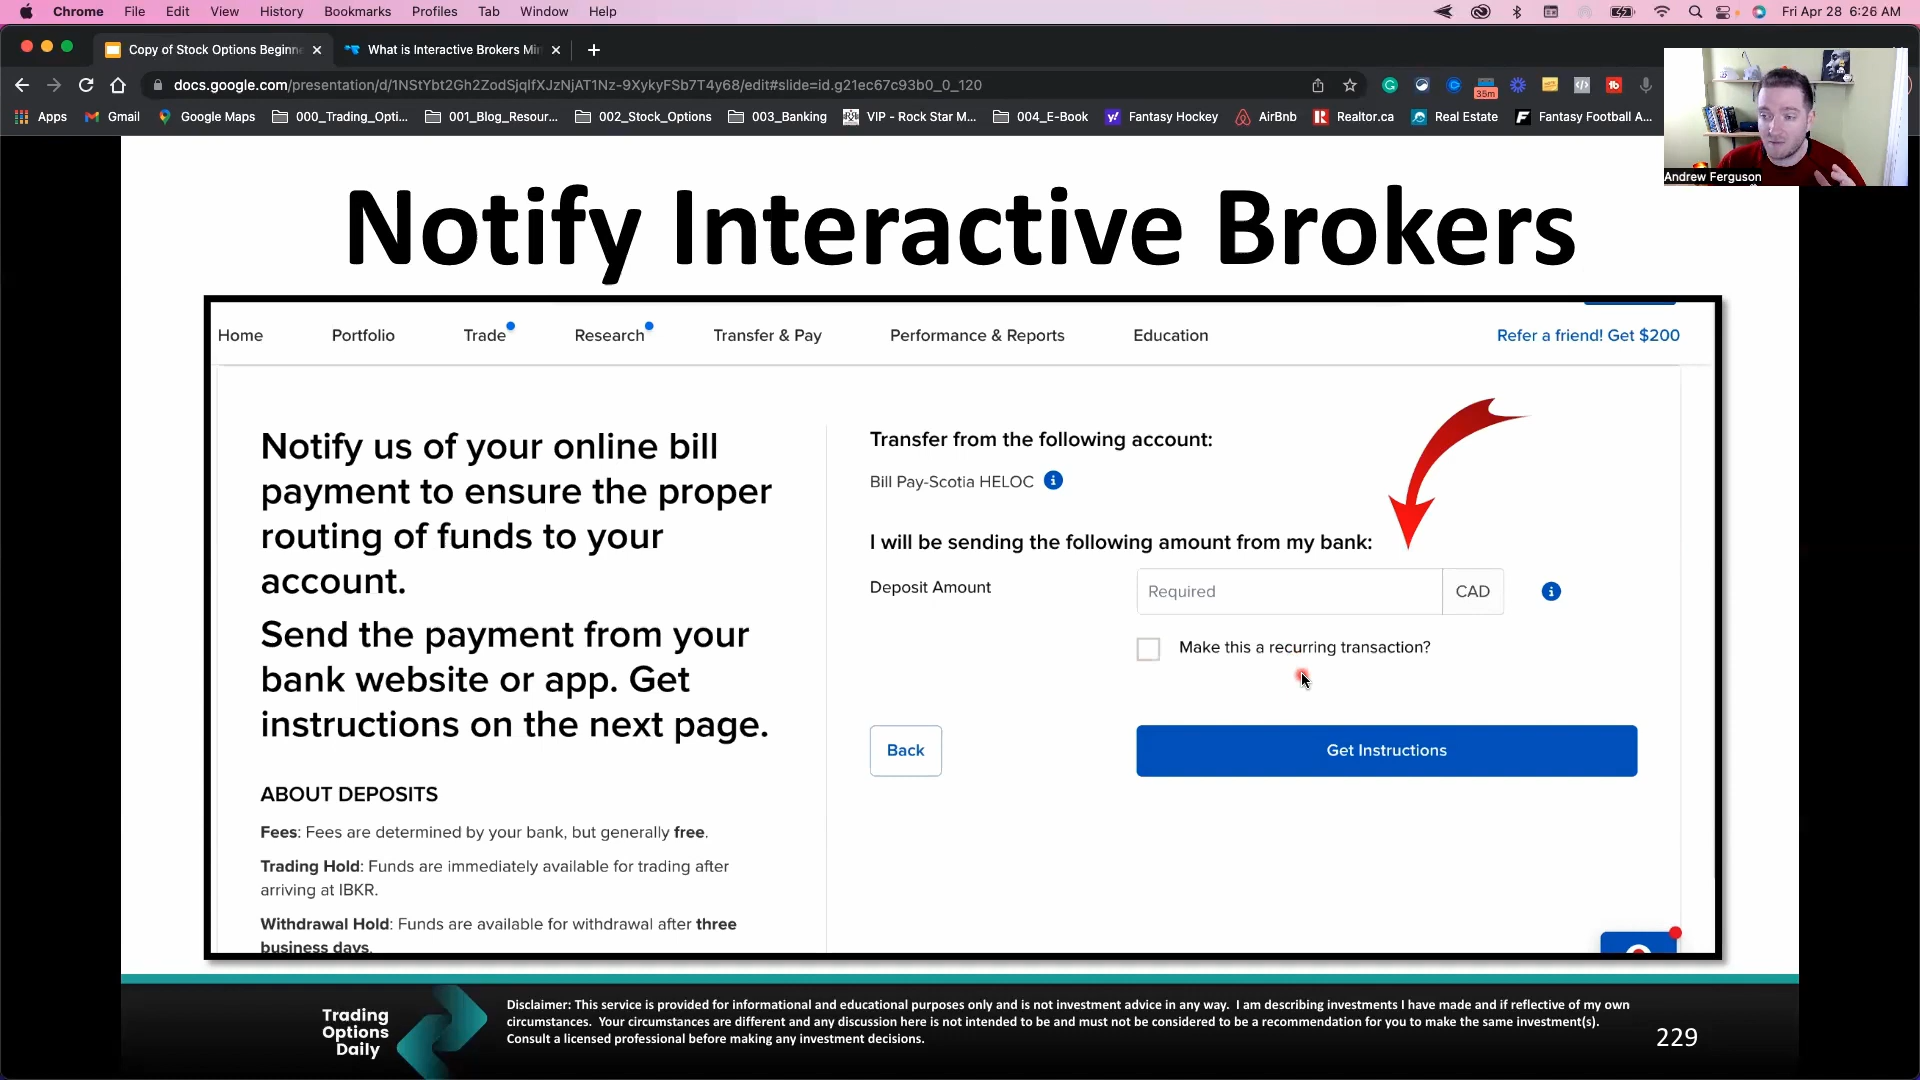 Chrome File Edit View History Bookmarks Profiles Tab Window Help Fri Apr 28 6:26 AM
Copy of Stock Options Beginne
What is Interactive Brokers Mi
docs.google.com/presentation/d/1NStYbt2Gh2ZodSjqIfXJzNjAT1Nz-9XykyFSb7T4y68/edit#slide=id.g21ec67c93b0_0_120
35m
Apps Gmail Google Maps 000_Trading_Opti... 001_Blog_Resour... 002_Stock_Options 003_Banking VIP - Rock Star M... 004_E-Book Fantasy Hockey AirBnb Realtor.ca Real Estate Fantasy Football A...
Andrew Ferguson
Notify Interactive Brokers
Home Portfolio Trade Research Transfer & Pay Performance & Reports Education Refer a friend! Get $200
Notify us of your online bill
payment to ensure the proper
routing of funds to your
account.
Send the payment from your
bank website or app. Get
instructions on the next page.
ABOUT DEPOSITS
Fees: Fees are determined by your bank, but generally free.
Trading Hold: Funds are immediately available for trading after
arriving at IBKR.
Withdrawal Hold: Funds are available for withdrawal after three
business days.
Transfer from the following account:
Bill Pay-Scotia HELOC
I will be sending the following amount from my bank:
Deposit Amount Required CAD
Make this a recurring transaction?
Back Get Instructions
Trading
Options
Daily
Disclaimer: This service is provided for informational and educational purposes only and is not investment advice in any way. I am describing investments I have made and if reflective of my own
circumstances. Your circumstances are different and any discussion here is not intended to be and must not be considered to be a recommendation for you to make the same investment(s).
Consult a licensed professional before making any investment decisions.
229